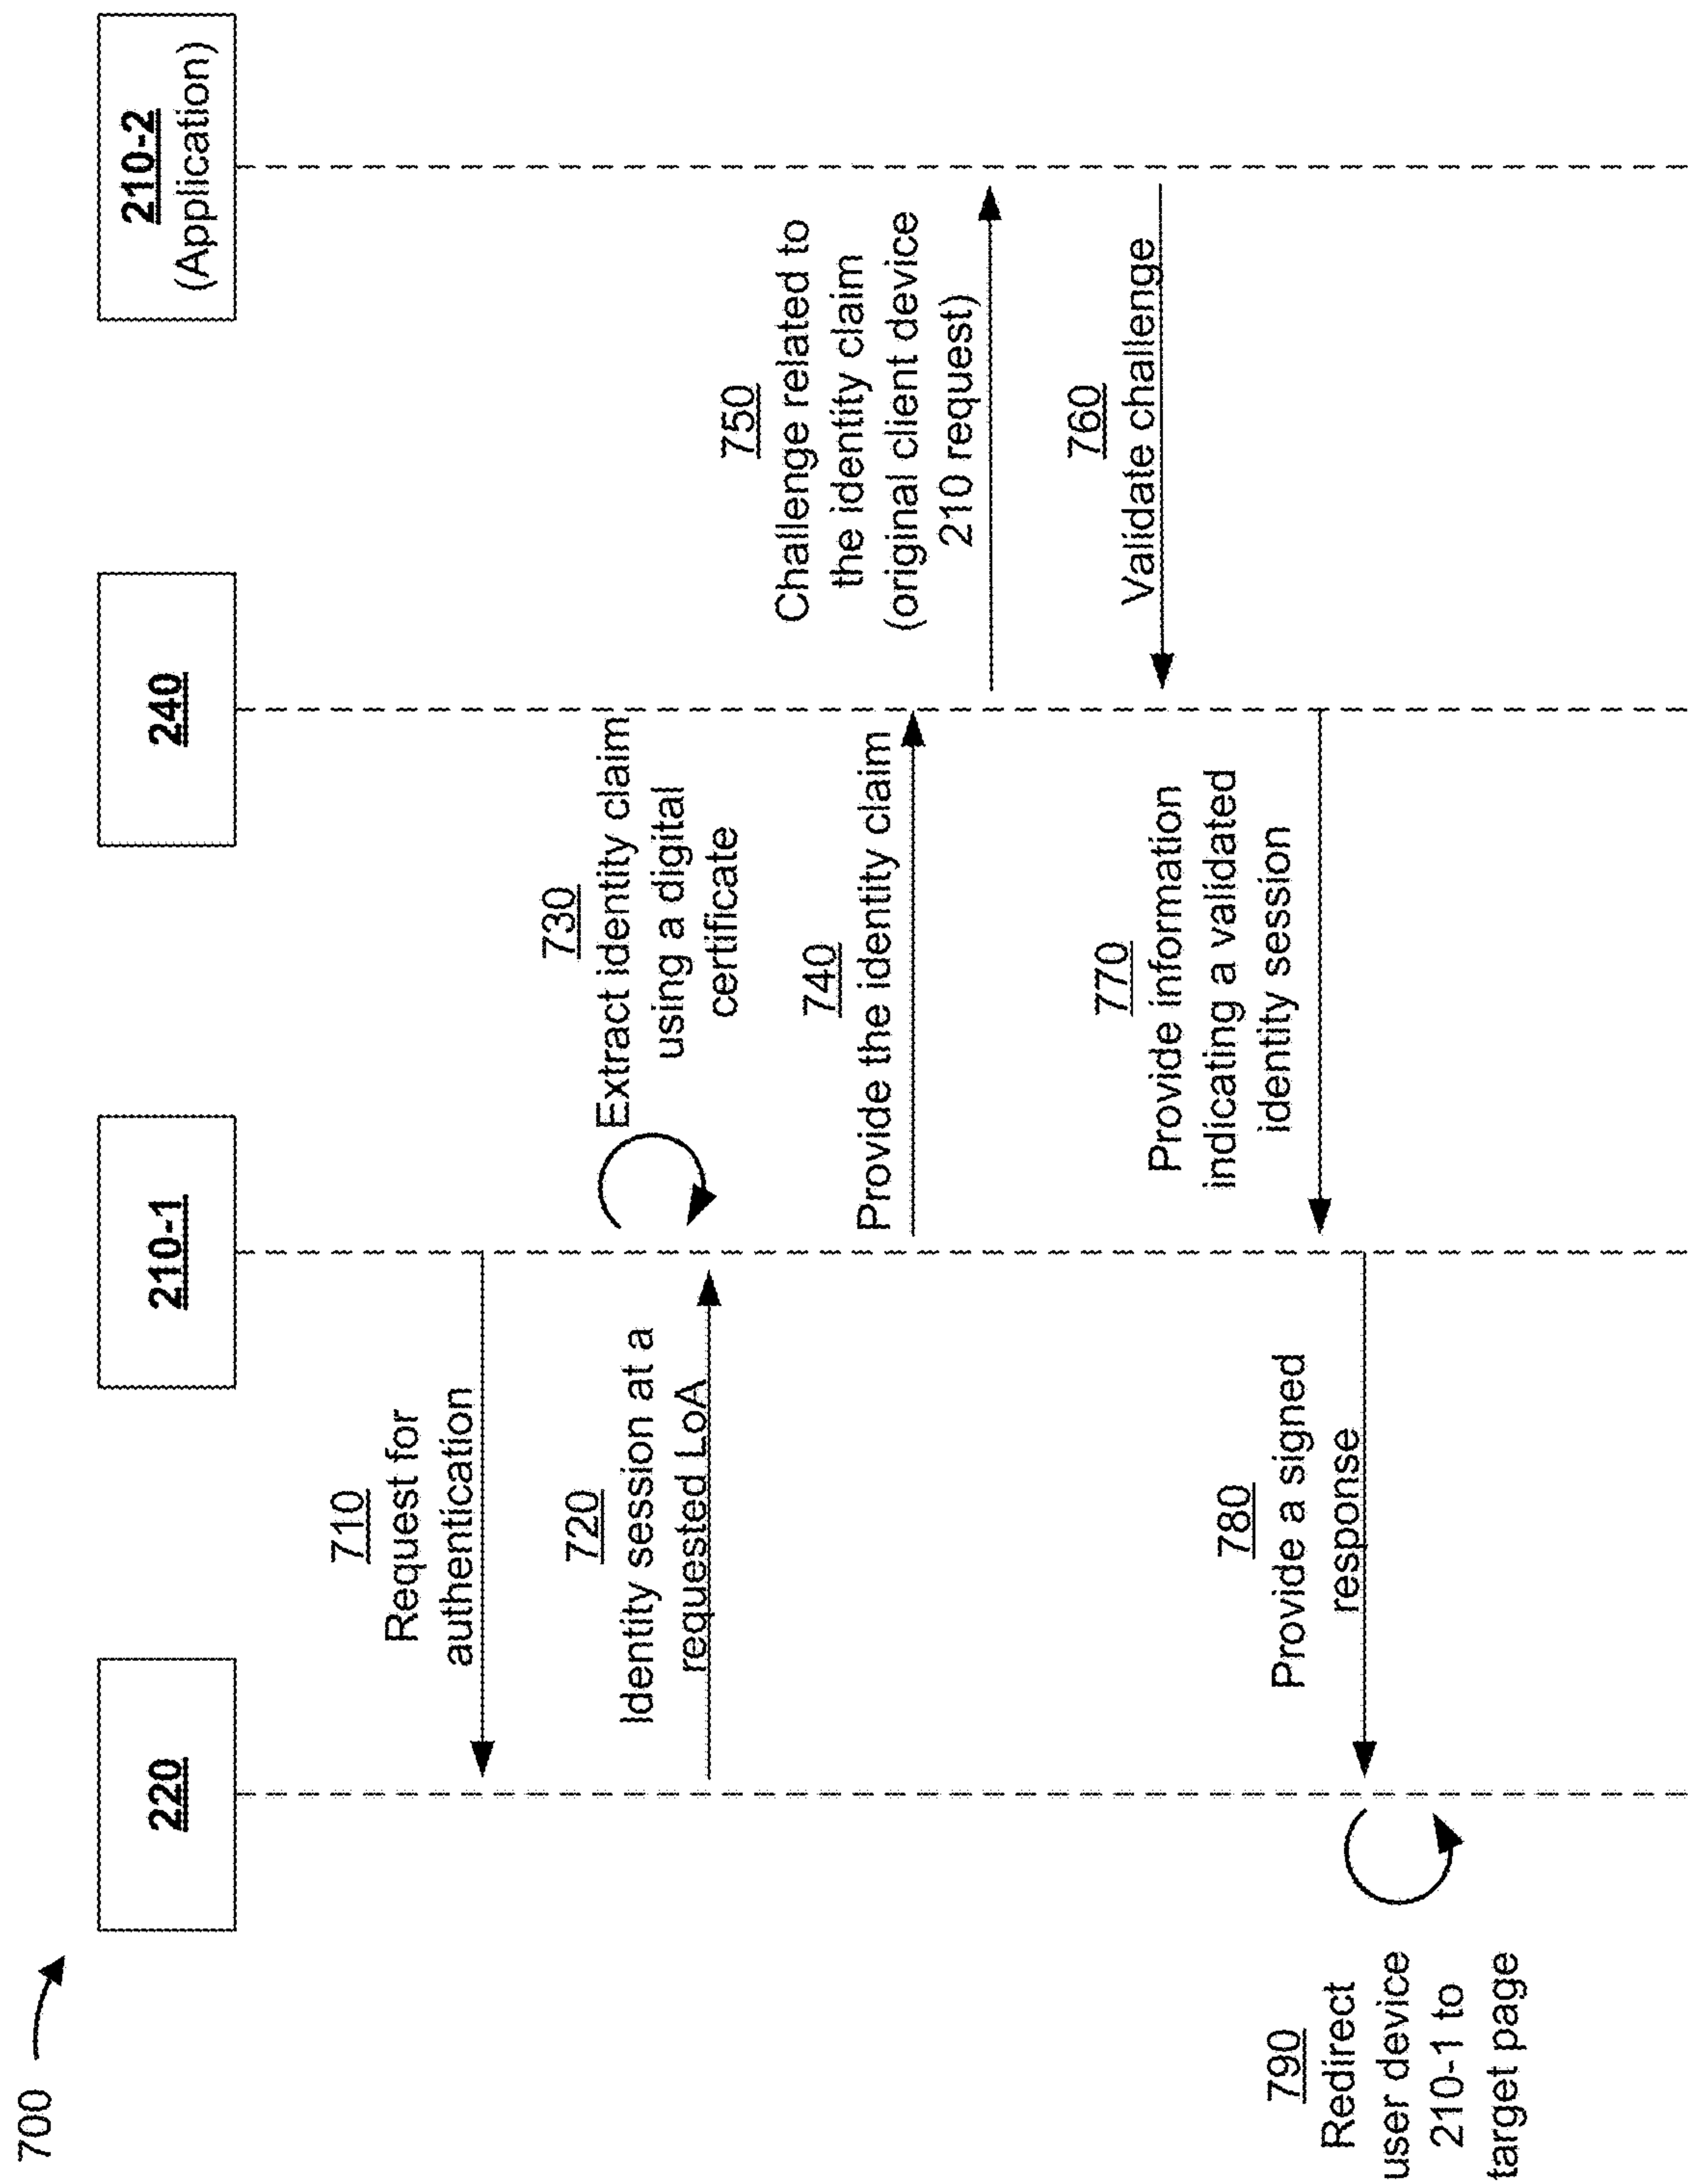 700
220
210-1
240
210-2
(Application)
710
Request for
authentication
720
Identity session at a
requested LoA
730
Extract identity claim
using a digital
certificate
740
Provide the identity claim
750
Challenge related to
the identity claim
(original client device
210 request)
760
Validate challenge
770
Provide information
indicating a validated
identity session
780
Provide a signed
response
790
Redirect
user device
210-1 to
target page